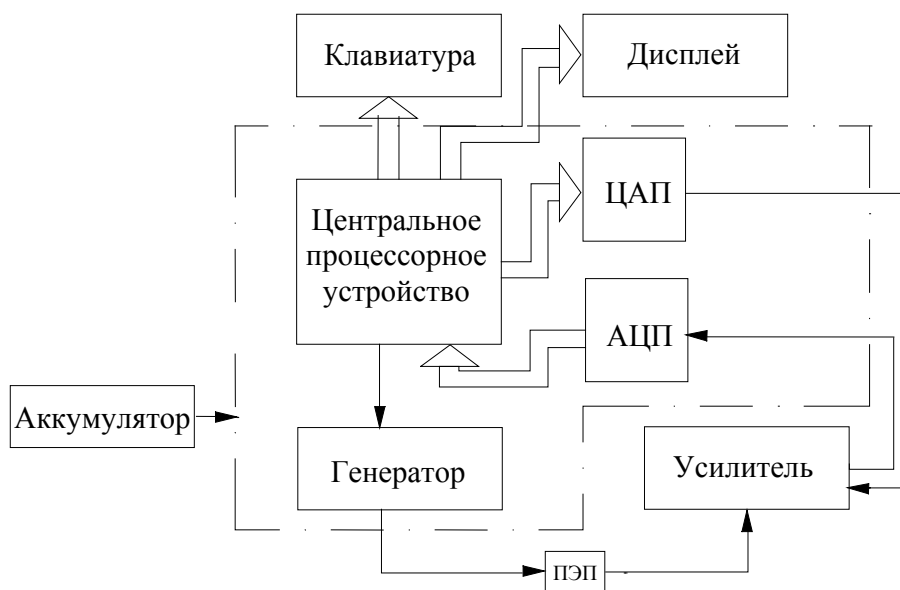 Клавиатура
Дисплей
Центральное
процессорное
устройство
ЦАП
АЦП
Аккумулятор
Генератор
Усилитель
ПЭП